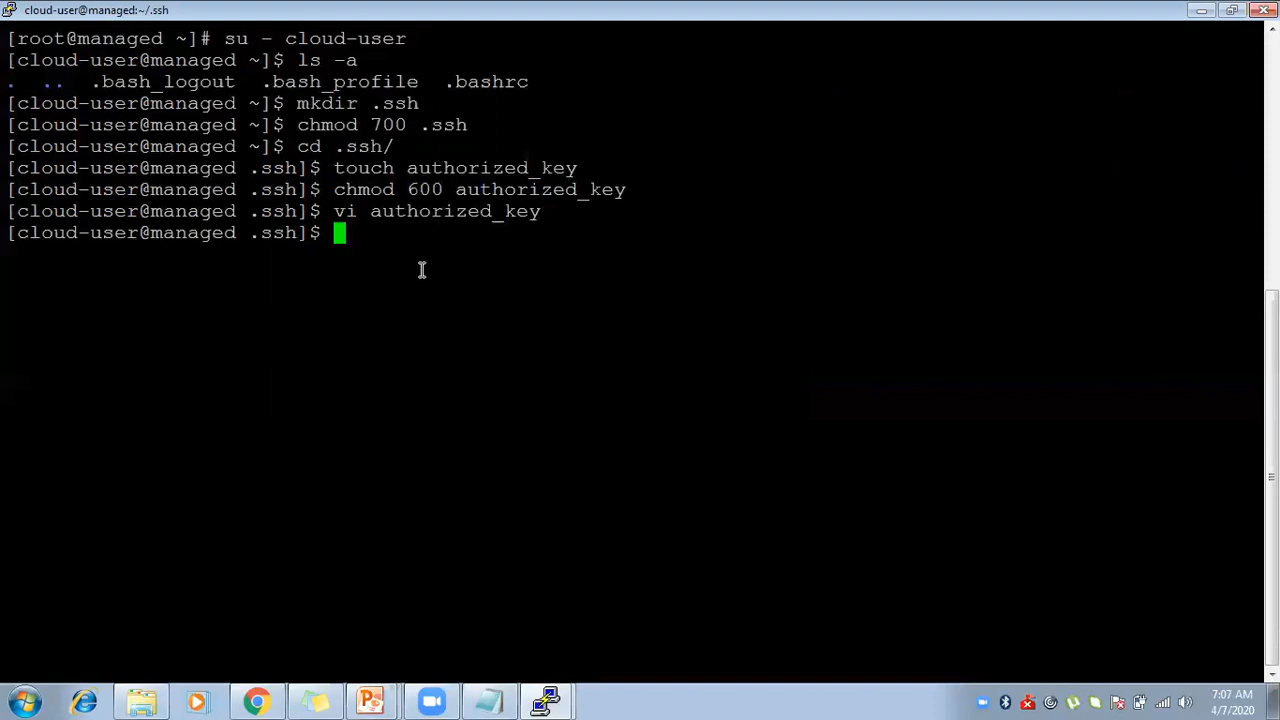 cloud-user@managed:~/.ssh
[root@managed ~]# su - cloud-user
[cloud-user@managed ~]$ ls -a
. .. .bash_logout .bash_profile .bashrc
[cloud-user@managed ~]$ mkdir .ssh
[cloud-user@managed ~]$ chmod 700 .ssh
[cloud-user@managed ~]$ cd .ssh/
[cloud-user@managed .ssh]$ touch authorized_key
[cloud-user@managed .ssh]$ chmod 600 authorized_key
[cloud-user@managed .ssh]$ vi authorized_key
[cloud-user@managed .ssh]$
7:07 AM
4/7/2020